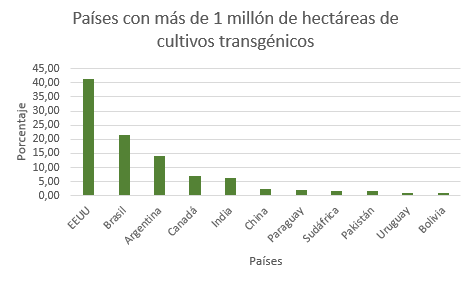 Países con más de 1 millón de hectáreas de
cultivos transgénicos
Porcentaje
45,00
40,00
35,00
30,00
25,00
20,00
15,00
10,00
5,00
0,00
EEUU
Brasil
Argentina
Canadá
India
China
Paraguay
Sudáfrica
Pakistán
Uruguay
Bolivia
Países